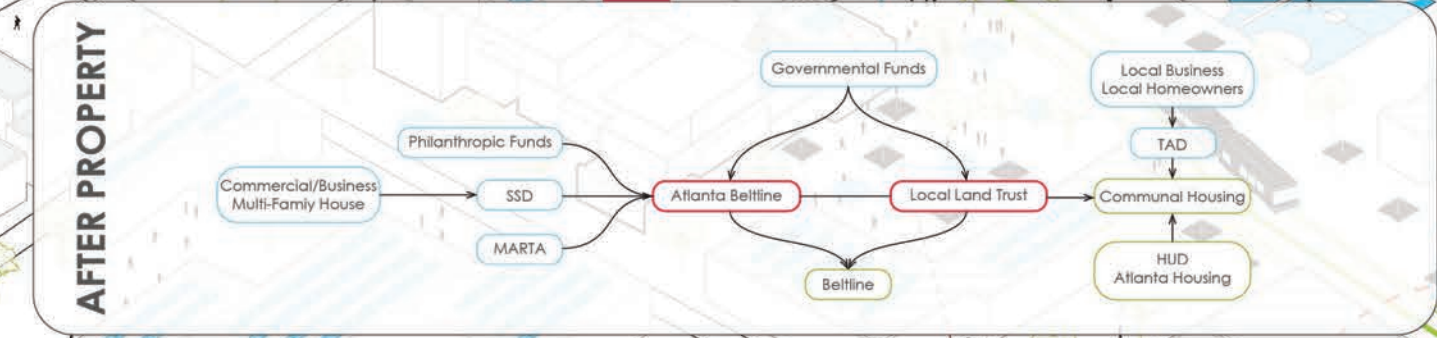 AFTER PROPERTY
Governmental Funds
Local Business
Local Homeowners
Philanthropic Funds
TAD
Commercial/Business
Multi-Famiy House
SSD
Atlanta Beltline
Local Land Trust
Communal Housing
MARTA
Beltline
HUD
Atlanta Housing